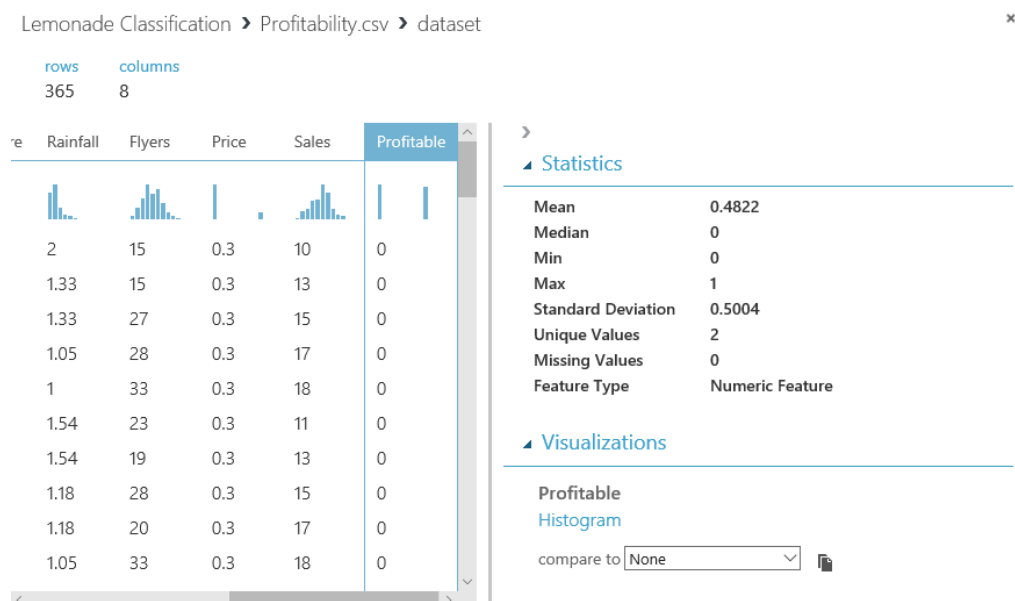 Lemonade Classification > Profitability.csv > dataset
×
rows columns
365 8
re Rainfall Flyers Price Sales Profitable
2 15 0.3 10 0
1.33 15 0.3 13 0
1.33 27 0.3 15 0
1.05 28 0.3 17 0
1 33 0.3 18 0
1.54 23 0.3 11 0
1.54 19 0.3 13 0
1.18 28 0.3 15 0
1.18 20 0.3 17 0
1.05 33 0.3 18 0
Statistics
Mean 0.4822
Median 0
Min 0
Max 1
Standard Deviation 0.5004
Unique Values 2
Missing Values 0
Feature Type Numeric Feature
Visualizations
Profitable
Histogram
compare to None